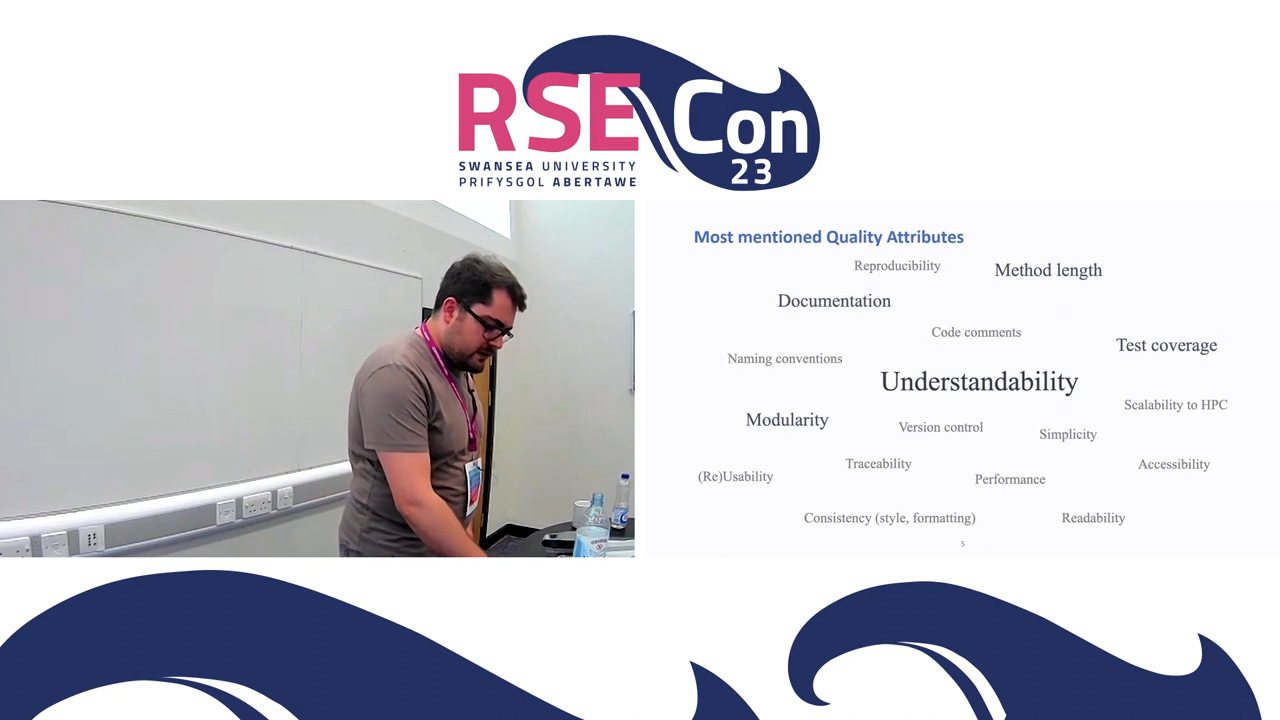 RSE Con
23
SWANSEA UNIVERSITY
PRIFYSGOL ABERTAWE
Most mentioned Quality Attributes
Reproducibility
Method length
Documentation
Code comments
Test coverage
Naming conventions
Understandability
Scalability to HPC
Modularity
Version control
Simplicity
Traceability
Accessibility
(Re)Usability
Performance
Consistency (style, formatting)
Readability
5